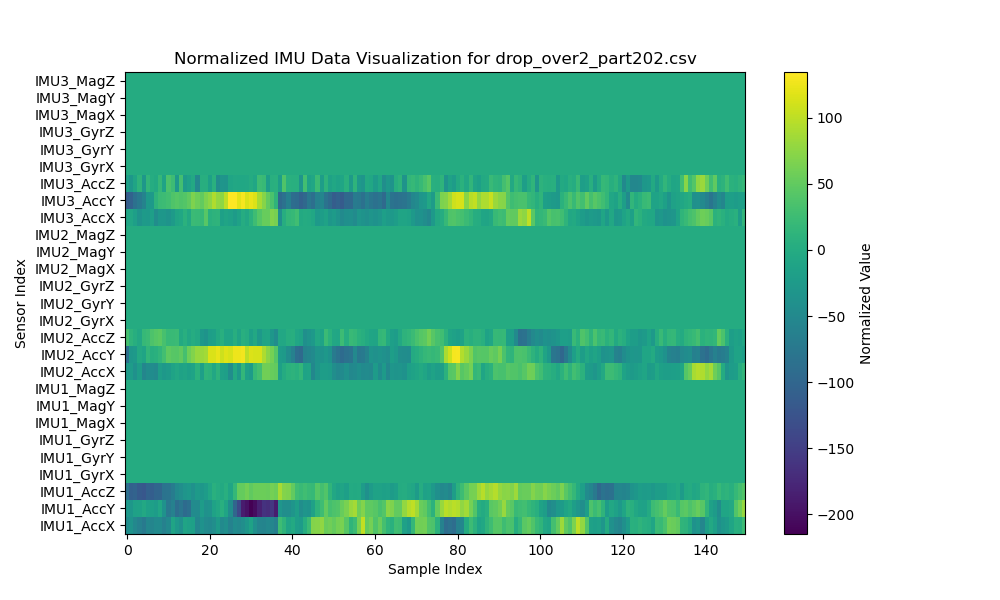 Normalized IMU Data Visualization for drop_over2_part202.csv
IMU3_MagZ
IMU3_MagY
IMU3_MagX
IMU3_GyrZ
IMU3_GyrY
IMU3_GyrX
IMU3_AccZ
IMU3_AccY
IMU3_AccX
IMU2_MagZ
IMU2_MagY
IMU2_MagX
IMU2_GyrZ
IMU2_GyrY
IMU2_GyrX
IMU2_AccZ
IMU2_AccY
IMU2_AccX
IMU1_MagZ
IMU1_MagY
IMU1_MagX
IMU1_GyrZ
IMU1_GyrY
IMU1_GyrX
IMU1_AccZ
IMU1_AccY
IMU1_AccX
Sensor Index
0 20 40 60 80 100 120 140
Sample Index
100
50
0
−50
−100
−150
−200
Normalized Value